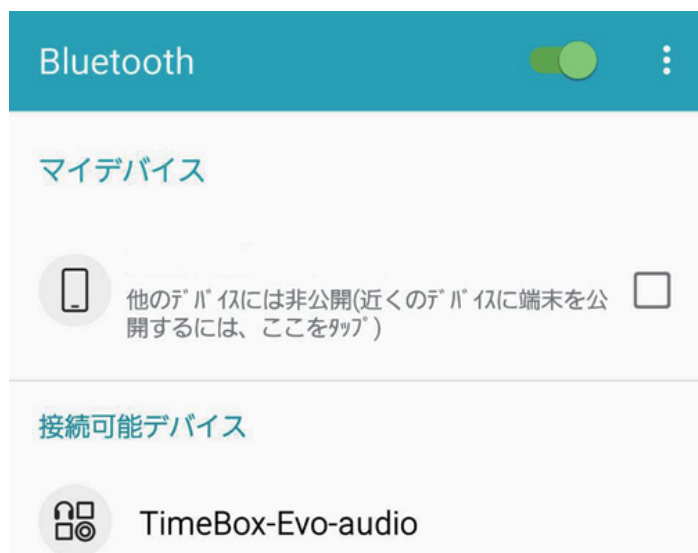 Bluetooth
マイデバイス
他のﾃﾞﾊﾞｲｽには非公開(近くのﾃﾞﾊﾞｲｽに端末を公
開するには、ここをﾀｯﾌﾟ)
接続可能デバイス
TimeBox-Evo-audio